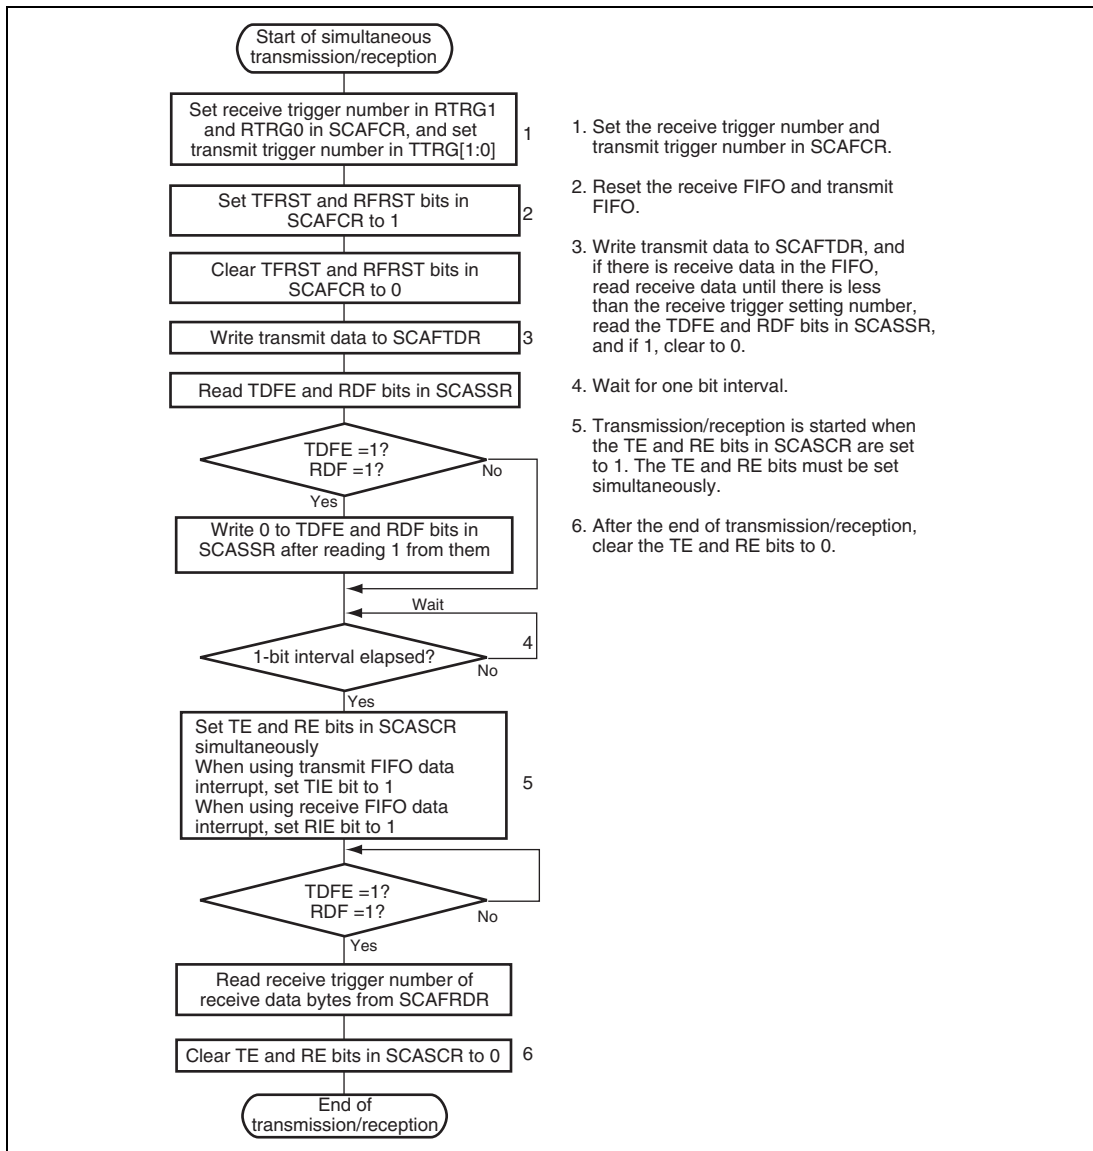 Start of simultaneous
transmission/reception
Set receive trigger number in RTRG1
and RTRG0 in SCAFCR, and set
transmit trigger number in TTRG[1:0]
1
Set TFRST and RFRST bits in
SCAFCR to 1
2
Clear TFRST and RFRST bits in
SCAFCR to 0
Write transmit data to SCAFTDR
3
Read TDFE and RDF bits in SCASSR
TDFE =1?
RDF =1?
No
Yes
Write 0 to TDFE and RDF bits in
SCASSR after reading 1 from them
Wait
4
1-bit interval elapsed?
No
Yes
Set TE and RE bits in SCASCR
simultaneously
When using transmit FIFO data
interrupt, set TIE bit to 1
When using receive FIFO data
interrupt, set RIE bit to 1
5
TDFE =1?
RDF =1?
No
Yes
Read receive trigger number of
receive data bytes from SCAFRDR
Clear TE and RE bits in SCASCR to 0
6
End of
transmission/reception
1. Set the receive trigger number and
transmit trigger number in SCAFCR.
2. Reset the receive FIFO and transmit
FIFO.
3. Write transmit data to SCAFTDR, and
if there is receive data in the FIFO,
read receive data until there is less
than the receive trigger setting number,
read the TDFE and RDF bits in SCASSR,
and if 1, clear to 0.
4. Wait for one bit interval.
5. Transmission/reception is started when
the TE and RE bits in SCASCR are set
to 1. The TE and RE bits must be set
simultaneously.
6. After the end of transmission/reception,
clear the TE and RE bits to 0.